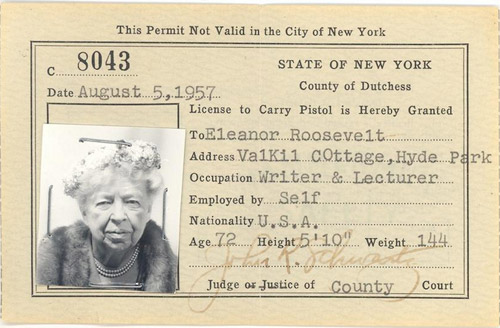 This Permit Not Valid in the City of New York
C 8043
STATE OF NEW YORK
County of Dutchess
Date August 5, 1957
License to Carry Pistol is Hereby Granted
To Eleanor Roosevelt
Address ValKil Cottage, Hyde Park
Occupation Writer & Lecturer
Employed by Self
Nationality U.S.A.
Age 72 Height 5'10" Weight 144
John R. Schwartz
Judge or Justice of County Court